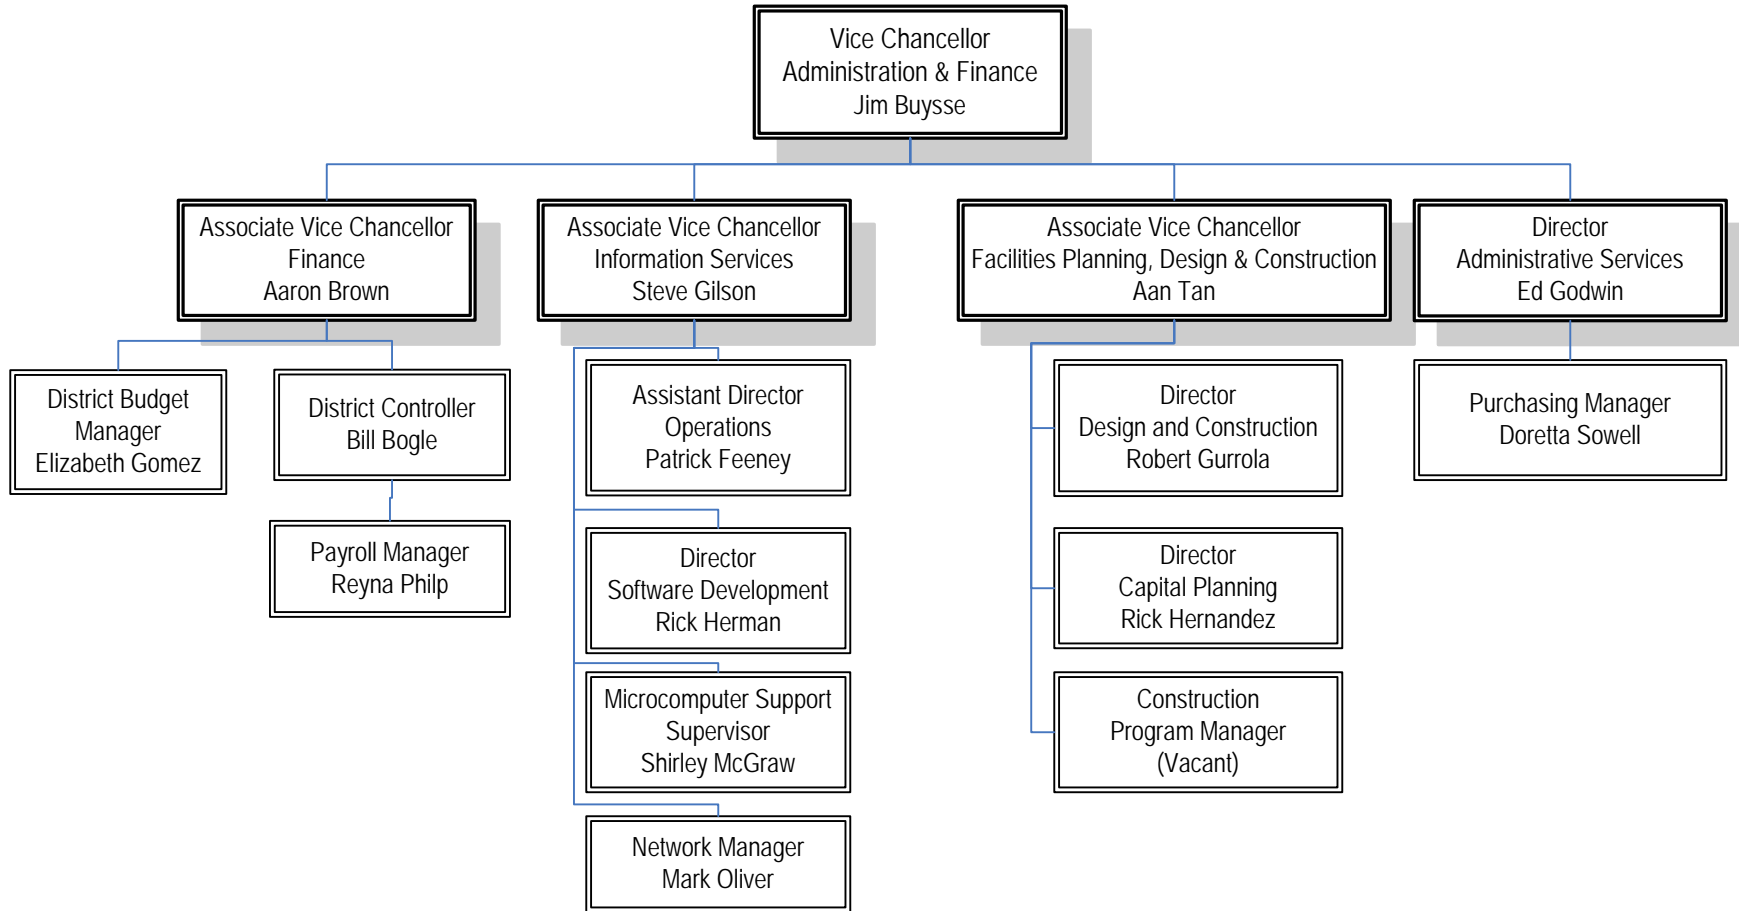 Vice Chancellor
Administration & Finance
Jim Buysse
Associate Vice Chancellor
Finance
Aaron Brown
Associate Vice Chancellor
Information Services
Steve Gilson
Associate Vice Chancellor
Facilities Planning, Design & Construction
Aan Tan
Director
Administrative Services
Ed Godwin
District Budget
Manager
Elizabeth Gomez
District Controller
Bill Bogle
Payroll Manager
Reyna Philp
Assistant Director
Operations
Patrick Feeney
Director
Software Development
Rick Herman
Microcomputer Support
Supervisor
Shirley McGraw
Network Manager
Mark Oliver
Director
Design and Construction
Robert Gurrola
Director
Capital Planning
Rick Hernandez
Construction
Program Manager
(Vacant)
Purchasing Manager
Doretta Sowell